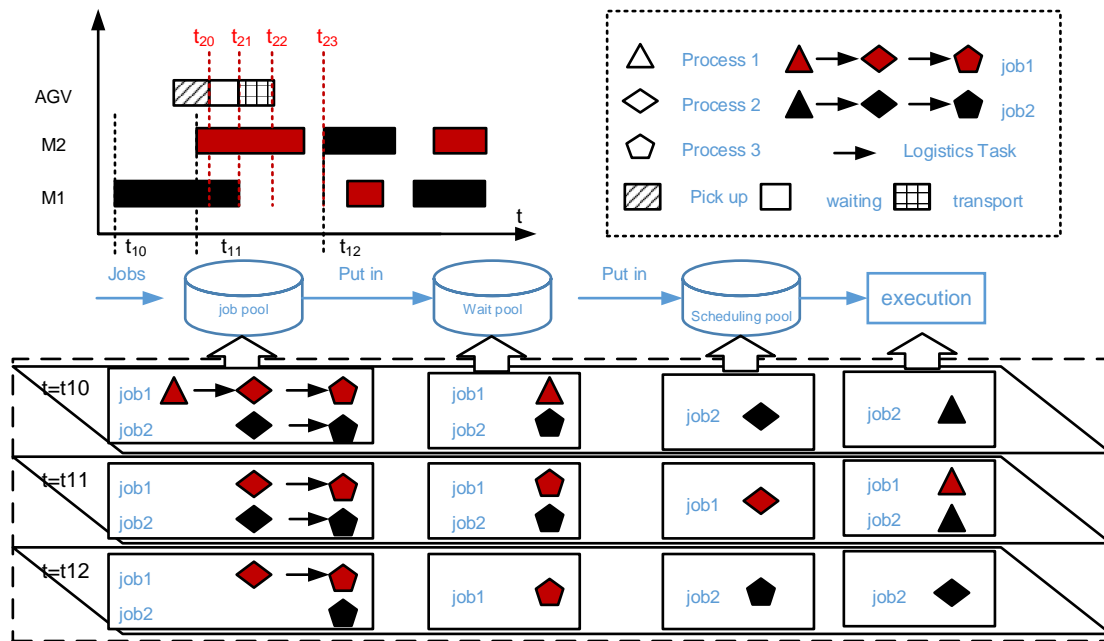 t20 t21 t22 t23
AGV
M2
M1
t
t10 t11 t12
Process 1
job1
Process 2
job2
Process 3
Logistics Task
Pick up waiting transport
Jobs
Put in
Put in
job pool
Wait pool
Scheduling pool
execution
t=t10
job1 job1
job2 job2
job2
job2
t=t11
job1 job1
job2 job2
job1
job1
job2
t=t12
job1
job2
job1
job2
job2